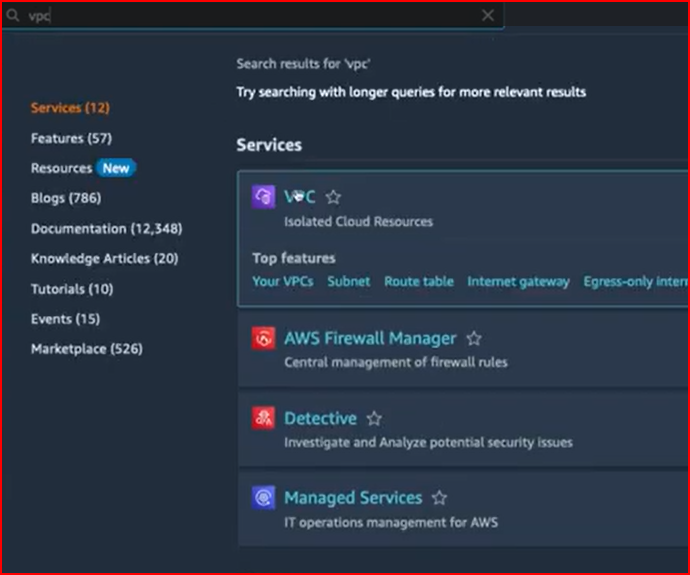 vpc
Search results for 'vpc'
Try searching with longer queries for more relevant results
Services (12)
Features (57)
Resources New
Blogs (786)
Documentation (12,348)
Knowledge Articles (20)
Tutorials (10)
Events (15)
Marketplace (526)
Services
VPC
Isolated Cloud Resources
Top features
Your VPCs Subnet Route table Internet gateway Egress-only intern
AWS Firewall Manager
Central management of firewall rules
Detective
Investigate and Analyze potential security issues
Managed Services
IT operations management for AWS